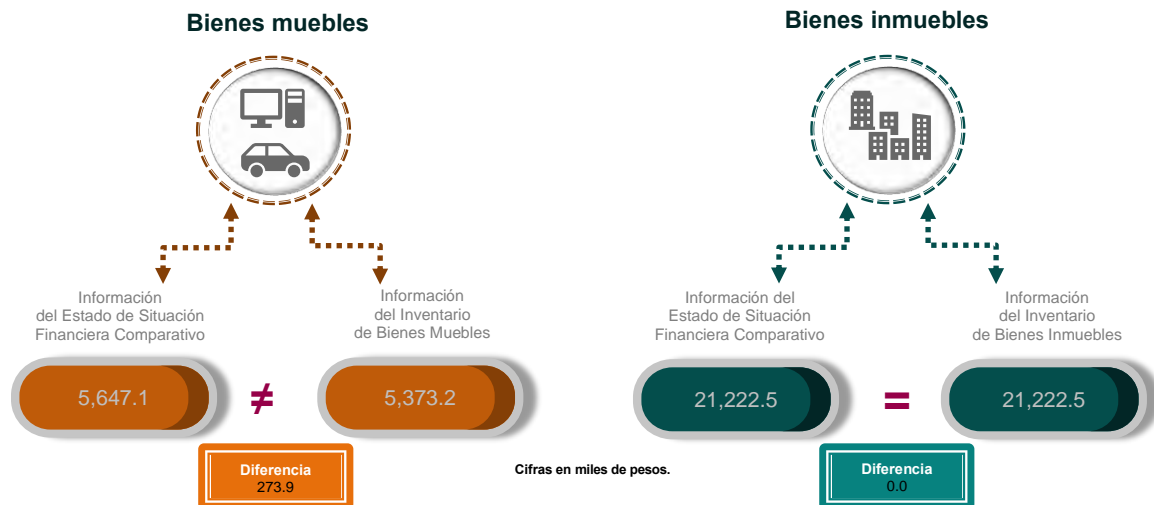 Bienes muebles
Información
del Estado de Situación
Financiera Comparativo
Información
del Inventario
de Bienes Muebles
5,647.1
≠
5,373.2
Diferencia
273.9
Cifras en miles de pesos.
Bienes inmuebles
Información del
Estado de Situación
Financiera Comparativo
Información
del Inventario
de Bienes Inmuebles
21,222.5
=
21,222.5
Diferencia
0.0